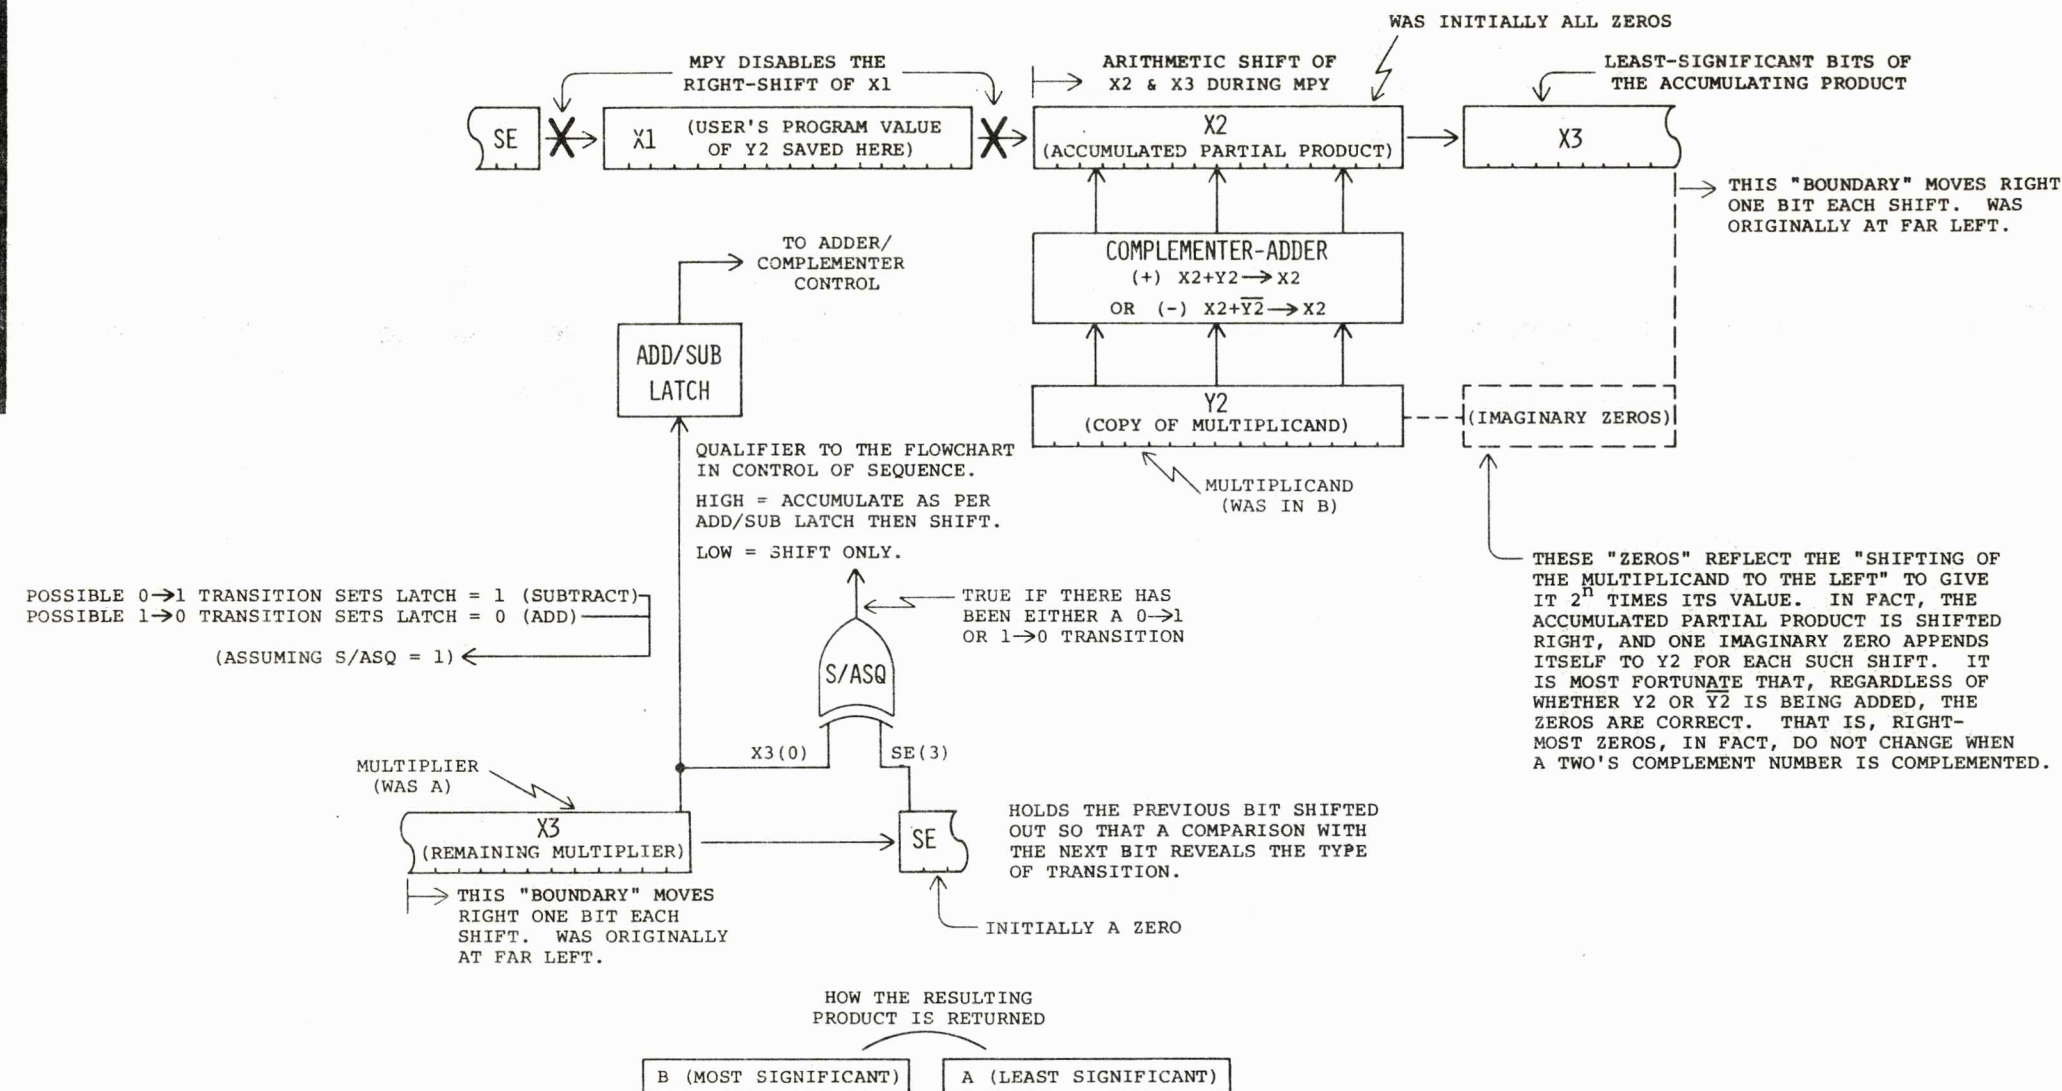 WAS INITIALLY ALL ZEROS
MPY DISABLES THE
RIGHT-SHIFT OF X1
ARITHMETIC SHIFT OF
X2 & X3 DURING MPY
LEAST-SIGNIFICANT BITS OF
THE ACCUMULATING PRODUCT
SE
X1
(USER'S PROGRAM VALUE
OF Y2 SAVED HERE)
X2
(ACCUMULATED PARTIAL PRODUCT)
X3
THIS "BOUNDARY" MOVES RIGHT
ONE BIT EACH SHIFT. WAS
ORIGINALLY AT FAR LEFT.
TO ADDER/
COMPLEMENTER
CONTROL
COMPLEMENTER-ADDER
(+) X2+Y2→X2
OR (-) X2+Y̅2̅→X2
ADD/SUB
LATCH
Y2
(COPY OF MULTIPLICAND)
(IMAGINARY ZEROS)
QUALIFIER TO THE FLOWCHART
IN CONTROL OF SEQUENCE.
HIGH = ACCUMULATE AS PER
ADD/SUB LATCH THEN SHIFT.
LOW = SHIFT ONLY.
MULTIPLICAND
(WAS IN B)
POSSIBLE 0→1 TRANSITION SETS LATCH = 1 (SUBTRACT)
POSSIBLE 1→0 TRANSITION SETS LATCH = 0 (ADD)
(ASSUMING S/ASQ = 1)
TRUE IF THERE HAS
BEEN EITHER A 0→1
OR 1→0 TRANSITION
S/ASQ
THESE "ZEROS" REFLECT THE "SHIFTING OF
THE MULTIPLICAND TO THE LEFT" TO GIVE
IT 2ⁿ TIMES ITS VALUE. IN FACT, THE
ACCUMULATED PARTIAL PRODUCT IS SHIFTED
RIGHT, AND ONE IMAGINARY ZERO APPENDS
ITSELF TO Y2 FOR EACH SUCH SHIFT. IT
IS MOST FORTUNATE THAT, REGARDLESS OF
WHETHER Y2 OR Y̅2̅ IS BEING ADDED, THE
ZEROS ARE CORRECT. THAT IS, RIGHT-
MOST ZEROS, IN FACT, DO NOT CHANGE WHEN
A TWO'S COMPLEMENT NUMBER IS COMPLEMENTED.
X3(0)
SE(3)
MULTIPLIER
(WAS A)
X3
(REMAINING MULTIPLIER)
SE
HOLDS THE PREVIOUS BIT SHIFTED
OUT SO THAT A COMPARISON WITH
THE NEXT BIT REVEALS THE TYPE
OF TRANSITION.
THIS "BOUNDARY" MOVES
RIGHT ONE BIT EACH
SHIFT. WAS ORIGINALLY
AT FAR LEFT.
INITIALLY A ZERO
HOW THE RESULTING
PRODUCT IS RETURNED
B (MOST SIGNIFICANT)
A (LEAST SIGNIFICANT)